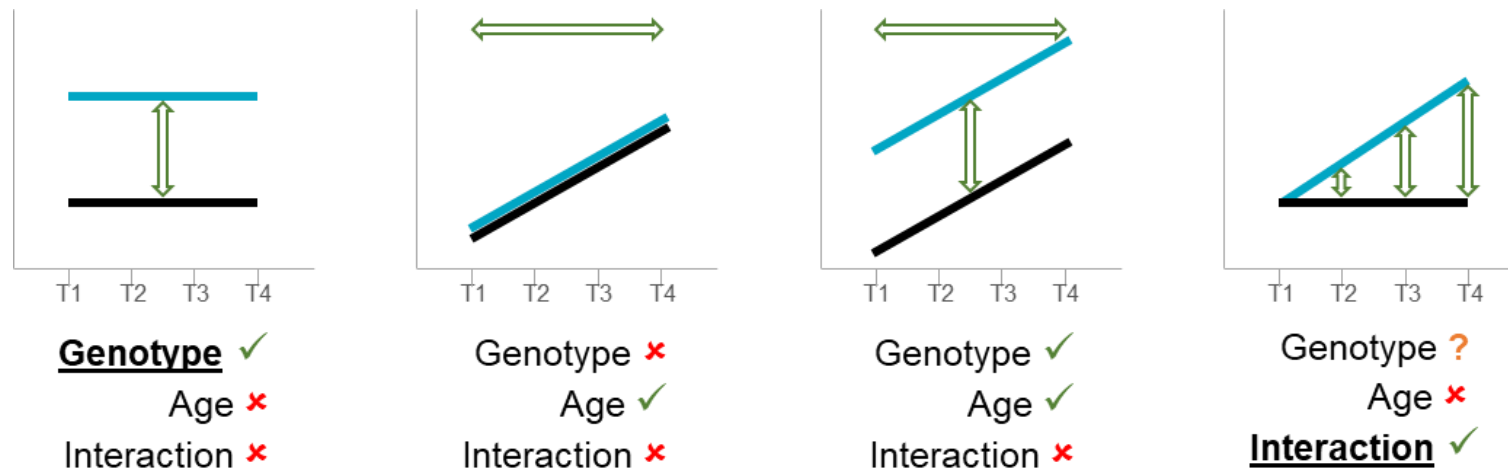 T1 T2 T3 T4
Genotype ✓
Age ✘
Interaction ✘
T1 T2 T3 T4
Genotype ✘
Age ✓
Interaction ✘
T1 T2 T3 T4
Genotype ✓
Age ✓
Interaction ✘
T1 T2 T3 T4
Genotype ?
Age ✘
Interaction ✓